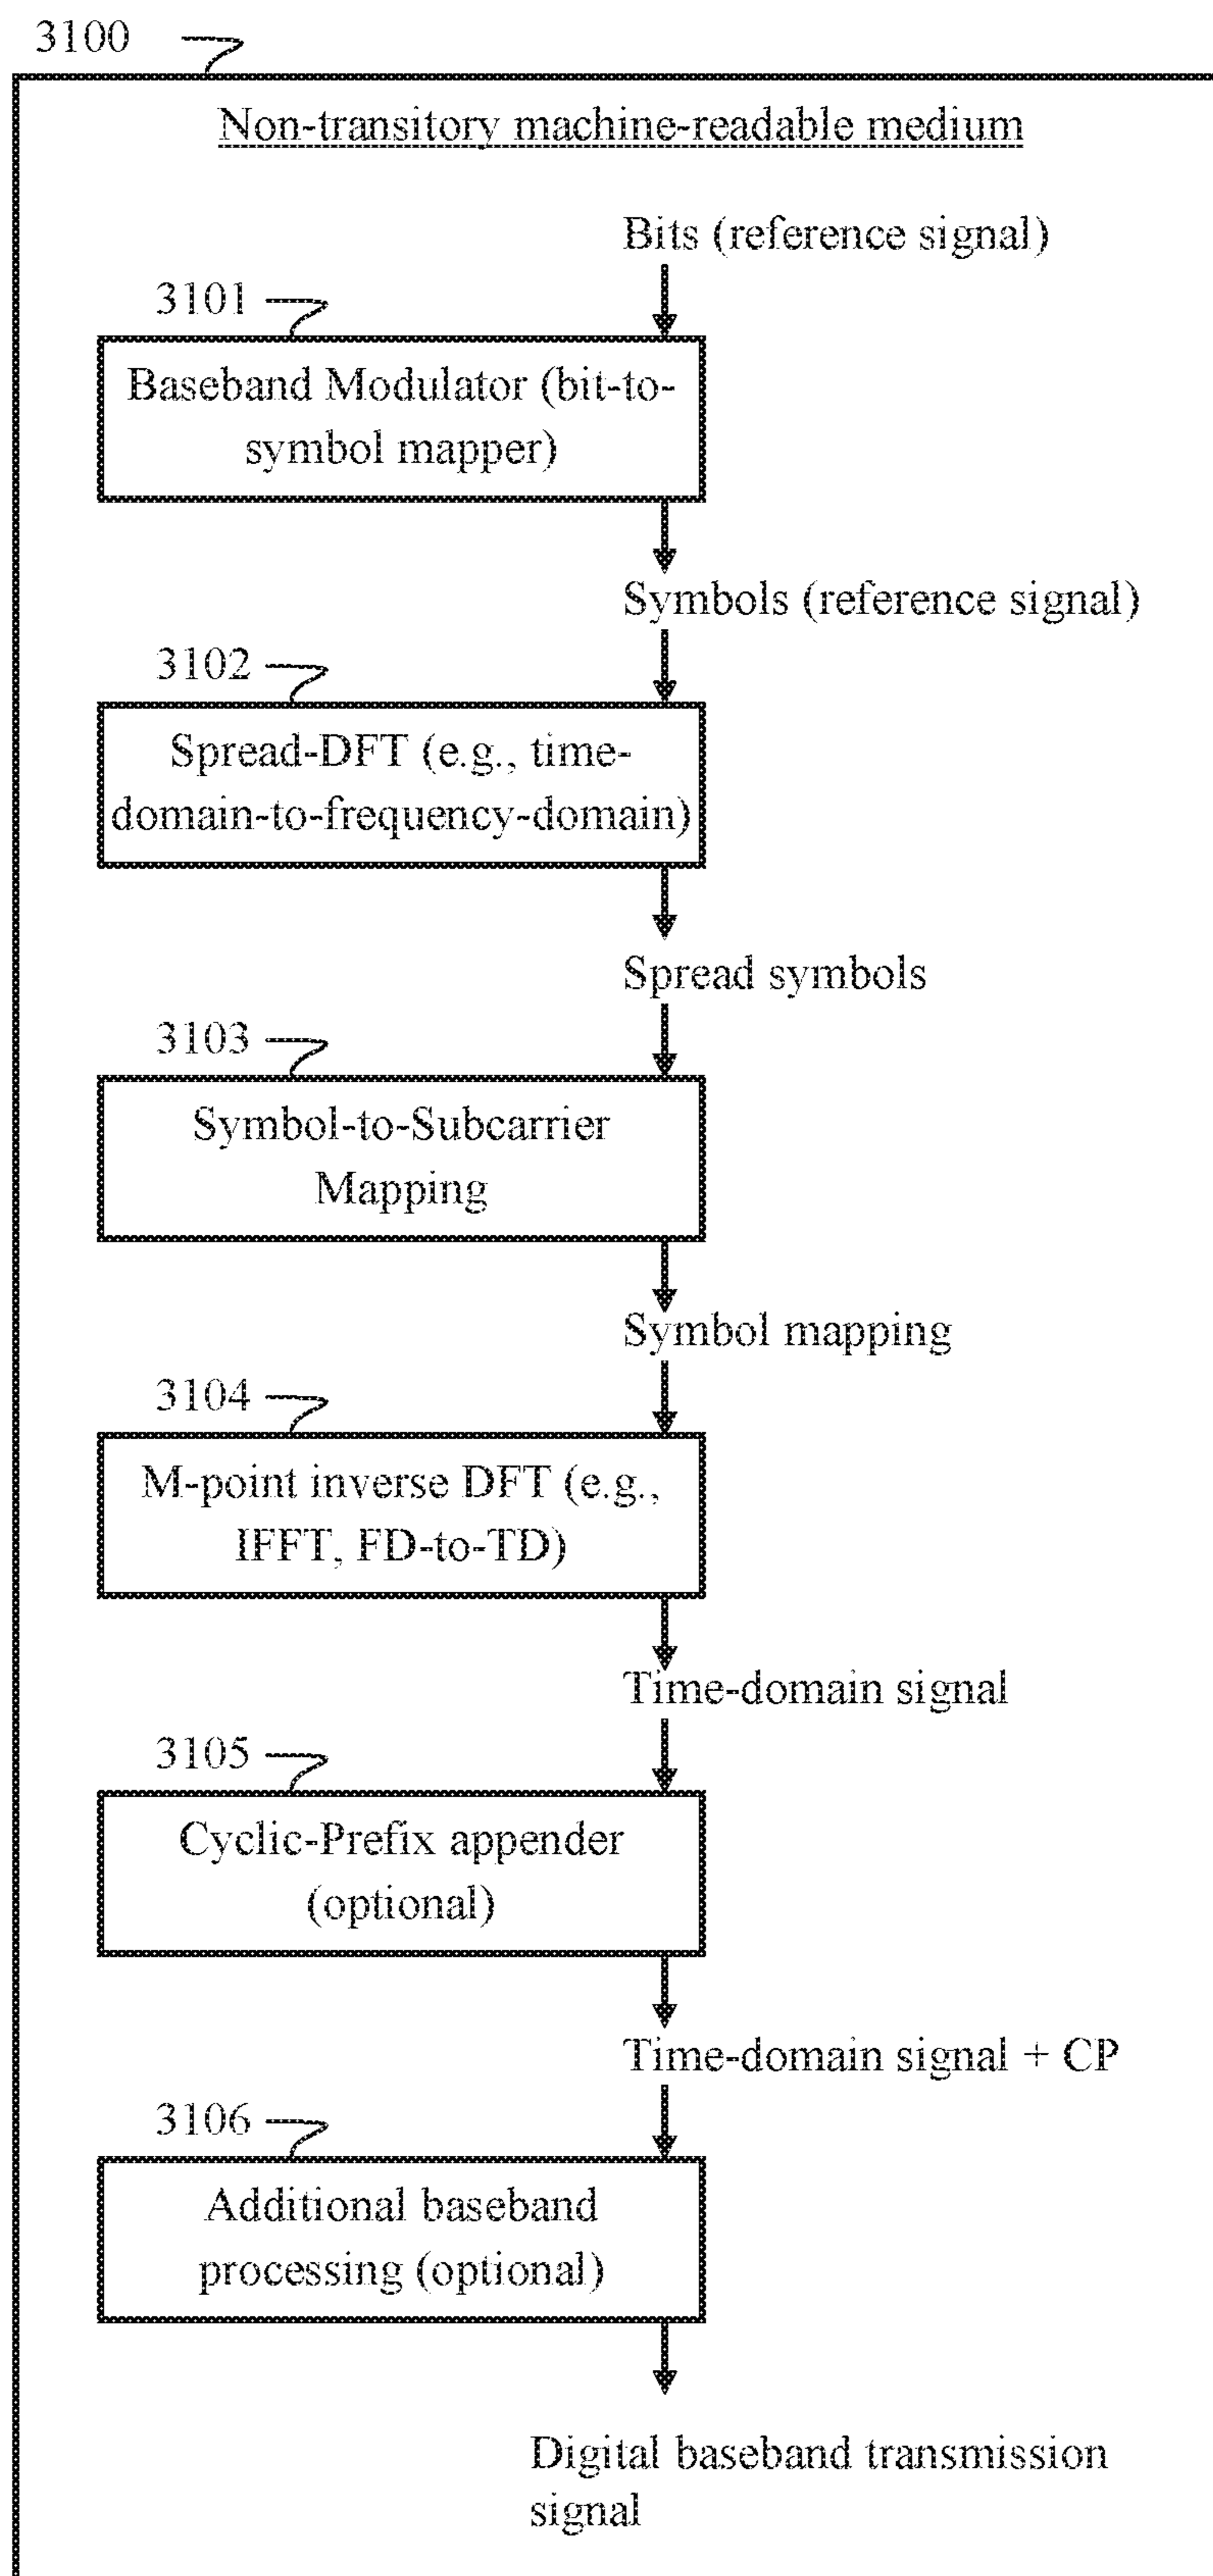 3100
Non-transitory machine-readable medium
Bits (reference signal)
3101
Baseband Modulator (bit-to-
symbol mapper)
Symbols (reference signal)
3102
Spread-DFT (e.g., time-
domain-to-frequency-domain)
Spread symbols
3103
Symbol-to-Subcarrier
Mapping
Symbol mapping
3104
M-point inverse DFT (e.g.,
IFFT, FD-to-TD)
Time-domain signal
3105
Cyclic-Prefix appender
(optional)
Time-domain signal + CP
3106
Additional baseband
processing (optional)
Digital baseband transmission
signal